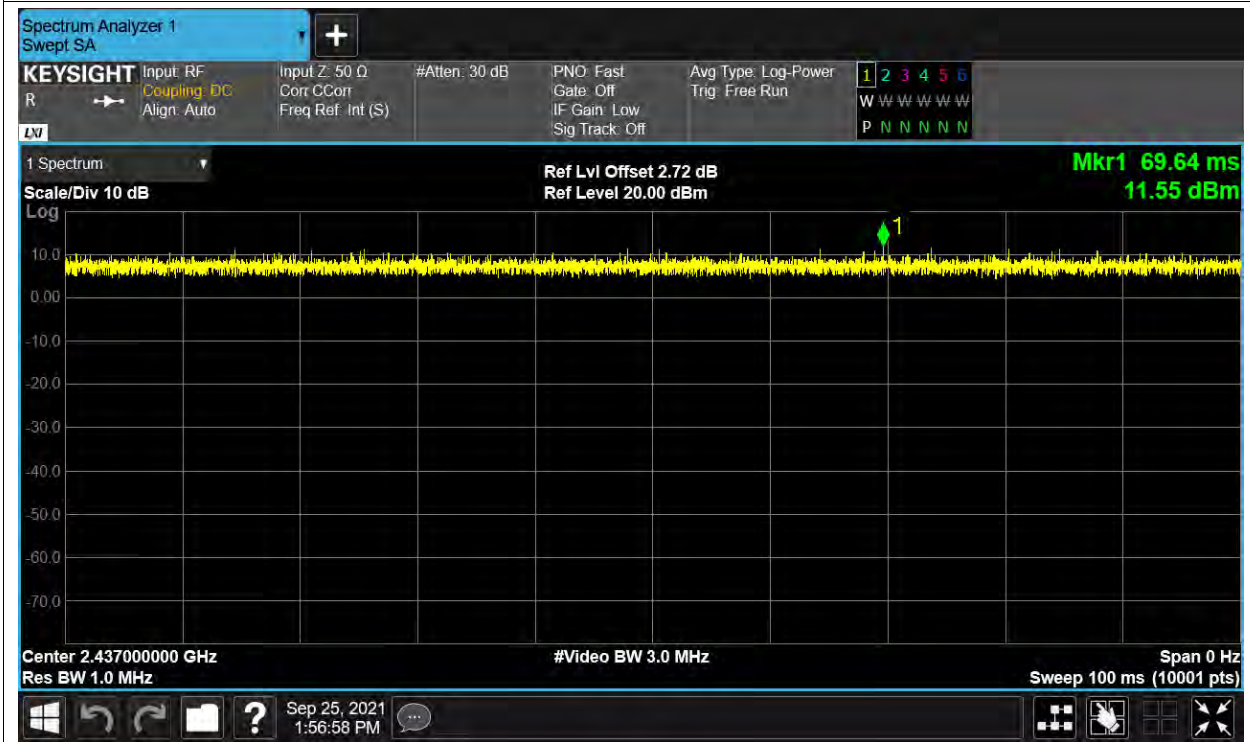 Spectrum Analyzer 1
Swept SA
+
KEYSIGHT
R
LXI
Input: RF
Coupling: DC
Align: Auto
Input Z: 50 Ω
Corr CCorr
Freq Ref: Int (S)
#Atten: 30 dB
PNO: Fast
Gate: Off
IF Gain: Low
Sig Track: Off
Avg Type: Log-Power
Trig: Free Run
1 2 3 4 5 6
W W W W W W
P N N N N N
1 Spectrum
Scale/Div 10 dB
Ref Lvl Offset 2.72 dB
Ref Level 20.00 dBm
Mkr1 69.64 ms
11.55 dBm
Log
1
10.0
0.00
-10.0
-20.0
-30.0
-40.0
-50.0
-60.0
-70.0
Center 2.437000000 GHz
Res BW 1.0 MHz
#Video BW 3.0 MHz
Span 0 Hz
Sweep 100 ms (10001 pts)
?
Sep 25, 2021
1:56:58 PM